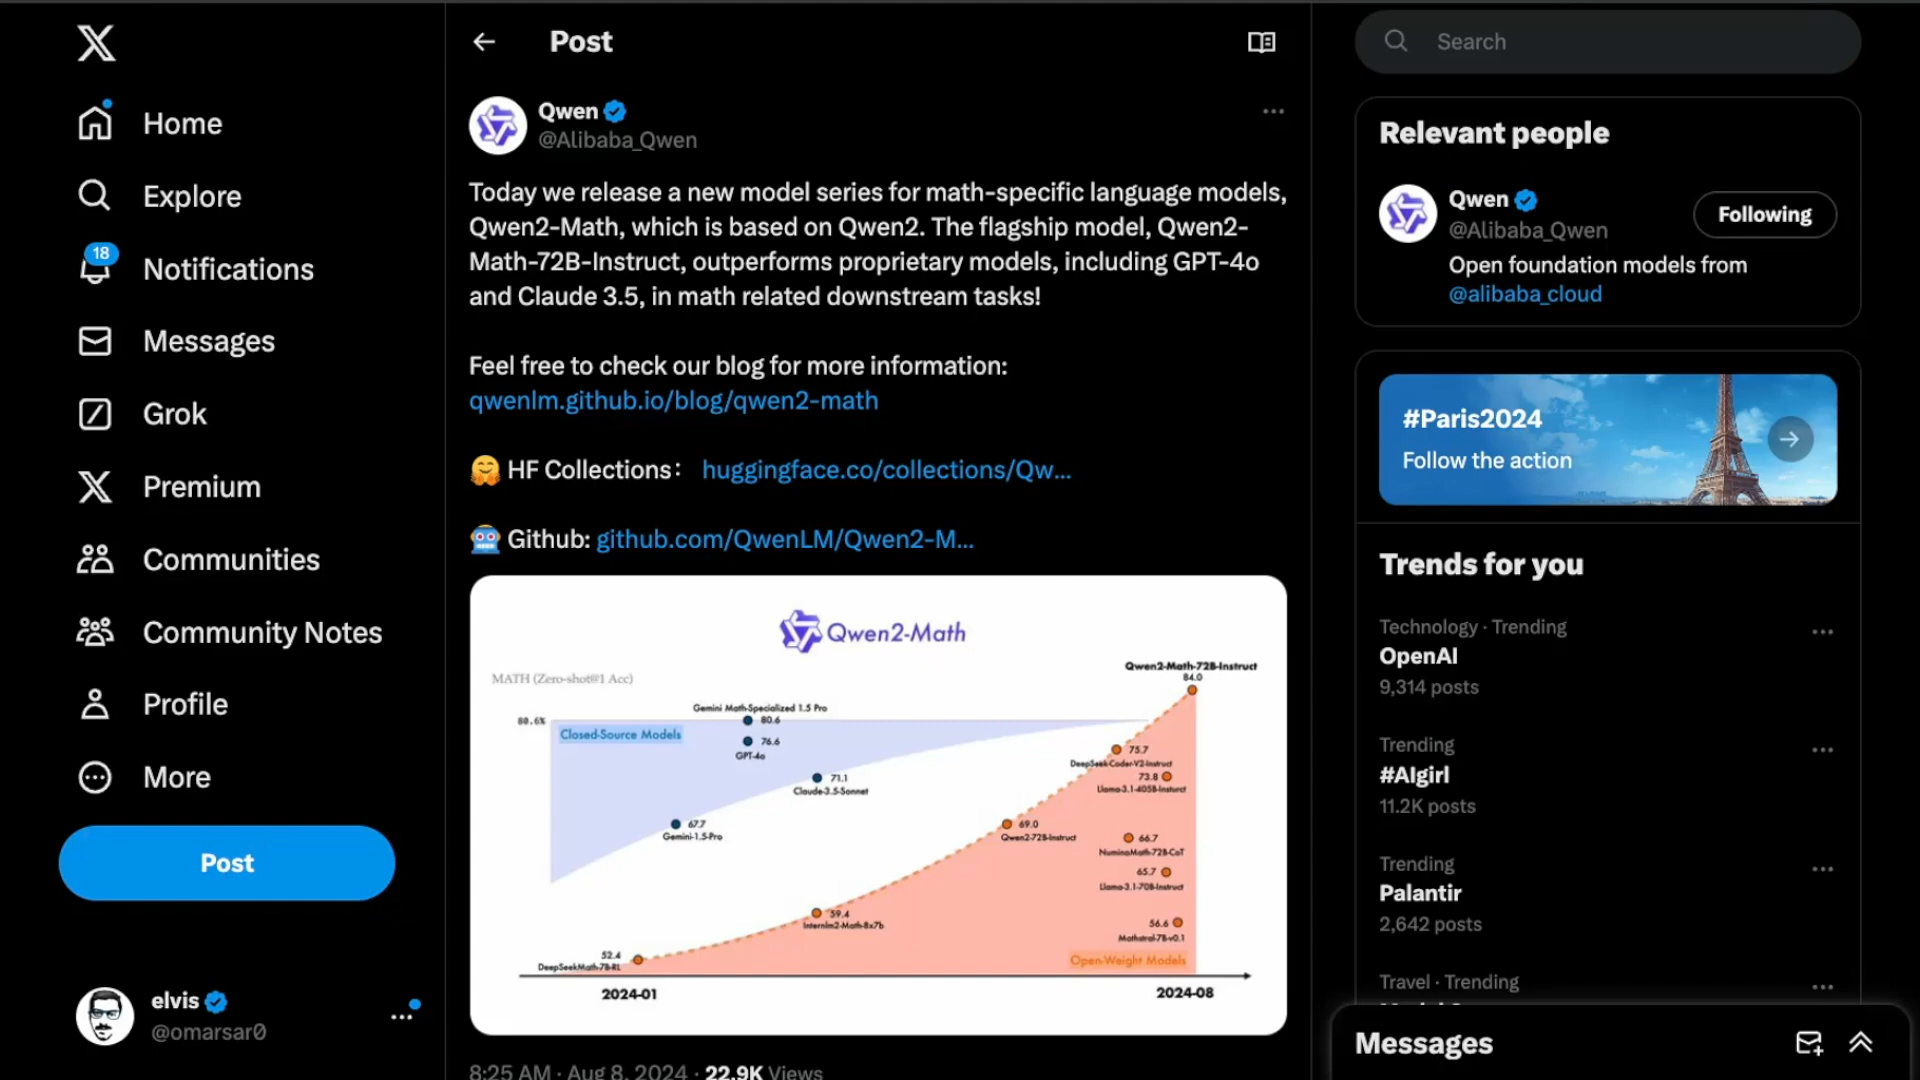 Home
Explore
18
Notifications
Messages
Grok
Premium
Communities
Community Notes
Profile
More
Post
elvis
@omarsar0
Post
Qwen
@Alibaba_Qwen
Today we release a new model series for math-specific language models,
Qwen2-Math, which is based on Qwen2. The flagship model, Qwen2-
Math-72B-Instruct, outperforms proprietary models, including GPT-4o
and Claude 3.5, in math related downstream tasks!
Feel free to check our blog for more information:
qwenlm.github.io/blog/qwen2-math
HF Collections：  huggingface.co/collections/Qw...
Github: github.com/QwenLM/Qwen2-M...
Qwen2-Math
MATH (Zero-shot@1 Acc)
Qwen2-Math-72B-Instruct
84.0
Gemini Math-Specialized 1.5 Pro
80.6%
80.6
Closed-Source Models
76.6
GPT-4o
75.7
DeepSeek-Coder-V2-Instruct
71.1
Claude-3.5-Sonnet
73.8
Llama-3.1-405B-Insturct
67.7
Gemini-1.5-Pro
69.0
Qwen2-72B-Instruct
66.7
NuminaMath-72B-CoT
65.7
Llama-3.1-70B-Instruct
59.4
Internlm2-Math-8x7b
56.6
Mathstral-7B-v0.1
52.4
DeepSeekMath-7B-RL
Open-Weight Models
2024-01
2024-08
8:25 AM · Aug 8, 2024 · 22.9K Views
Search
Relevant people
Qwen
@Alibaba_Qwen
Following
Open foundation models from
@alibaba_cloud
#Paris2024
Follow the action
Trends for you
Technology · Trending
OpenAI
9,314 posts
Trending
#AIgirl
11.2K posts
Trending
Palantir
2,642 posts
Travel · Trending
Messages